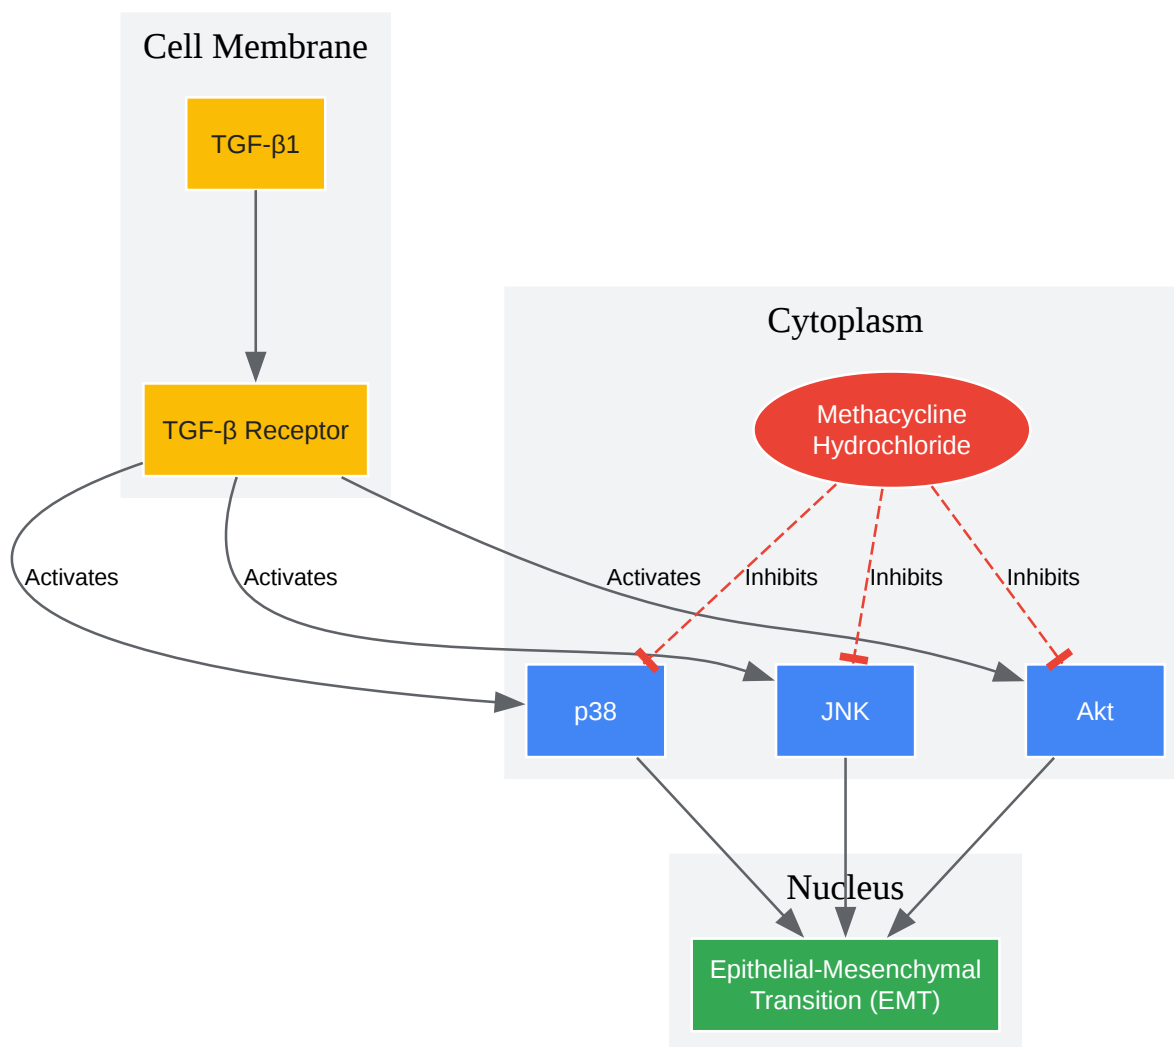 Cell Membrane
TGF-β1
TGF-β Receptor
Cytoplasm
Methacycline
Hydrochloride
Activates
Activates
Activates
Inhibits
Inhibits
Inhibits
p38
JNK
Akt
Nucleus
Epithelial-Mesenchymal
Transition (EMT)